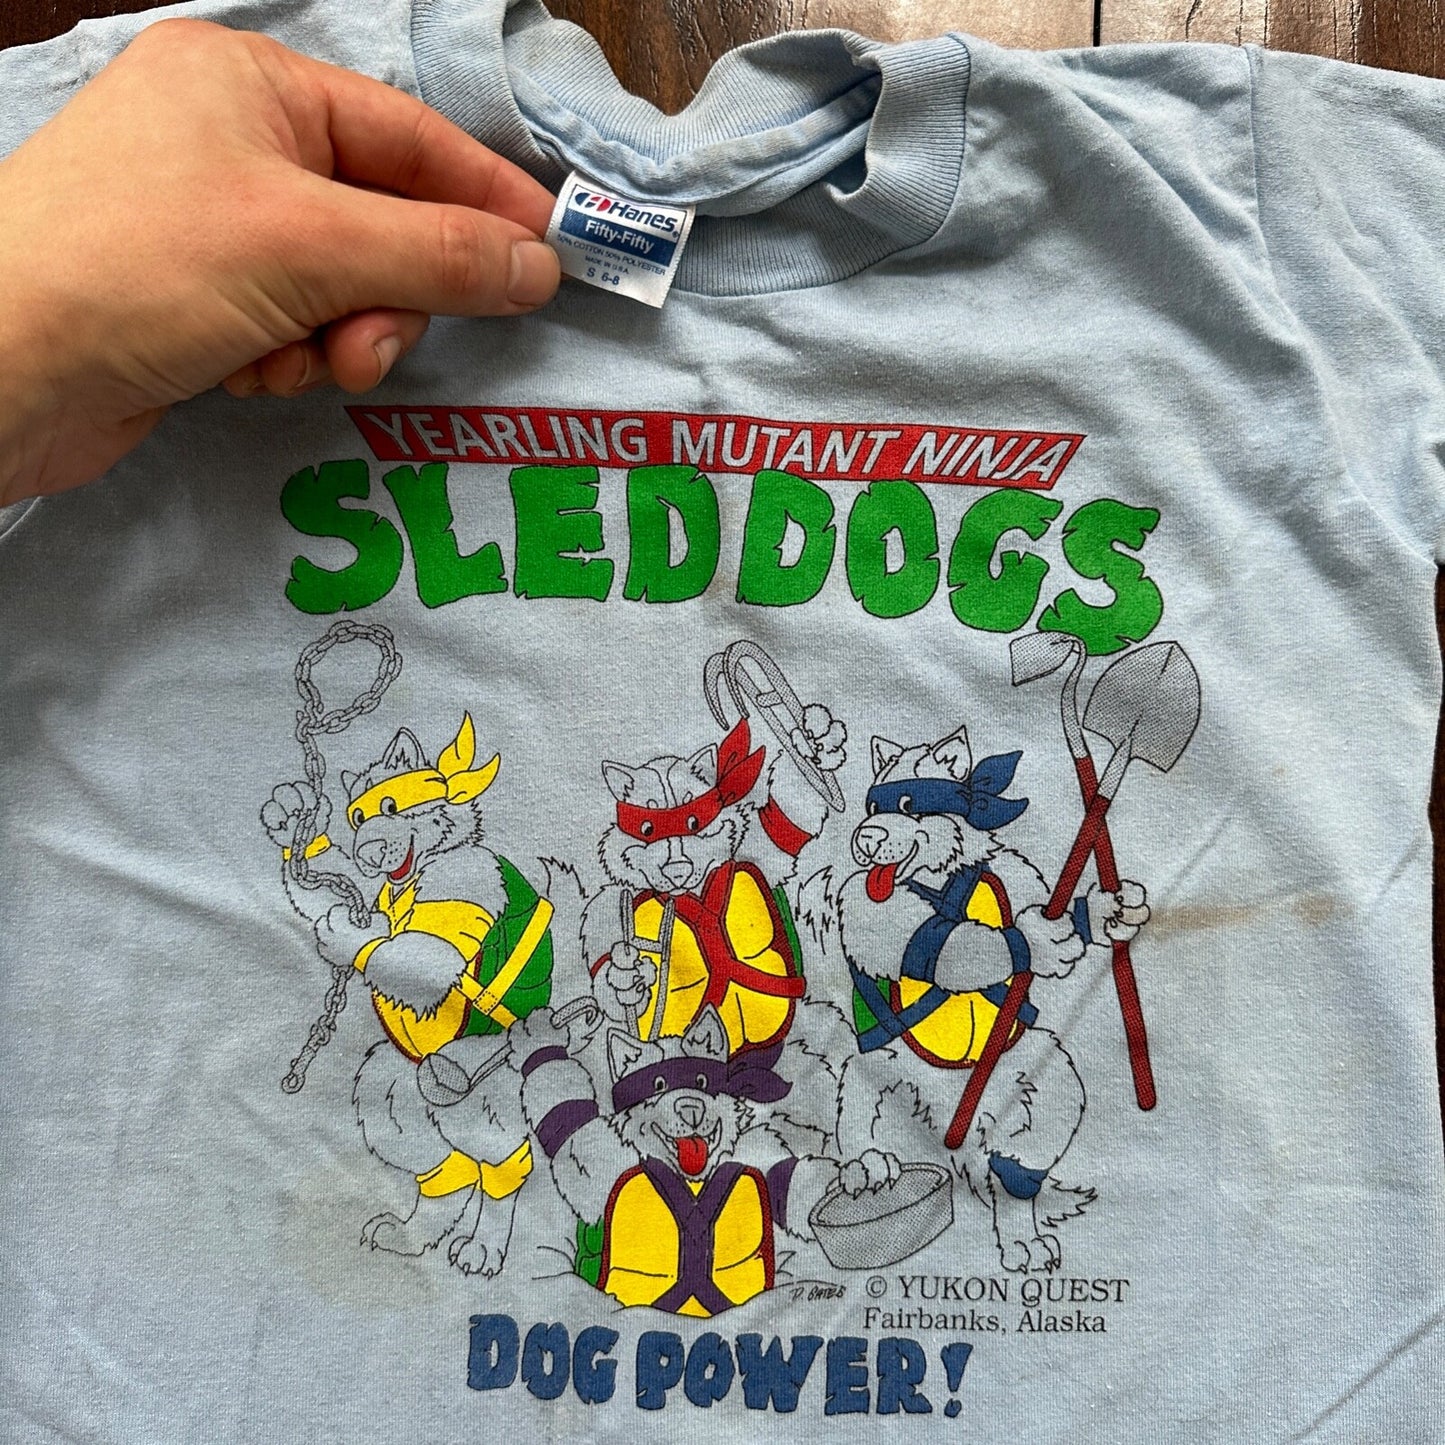 Hanes®
Fifty-Fifty
50% COTTON 50% POLYESTER
MADE IN U.S.A.
S 6-8
YEARLING MUTANT NINJA
SLED DOGS
D. BATES
© YUKON QUEST
Fairbanks, Alaska
DOG POWER!